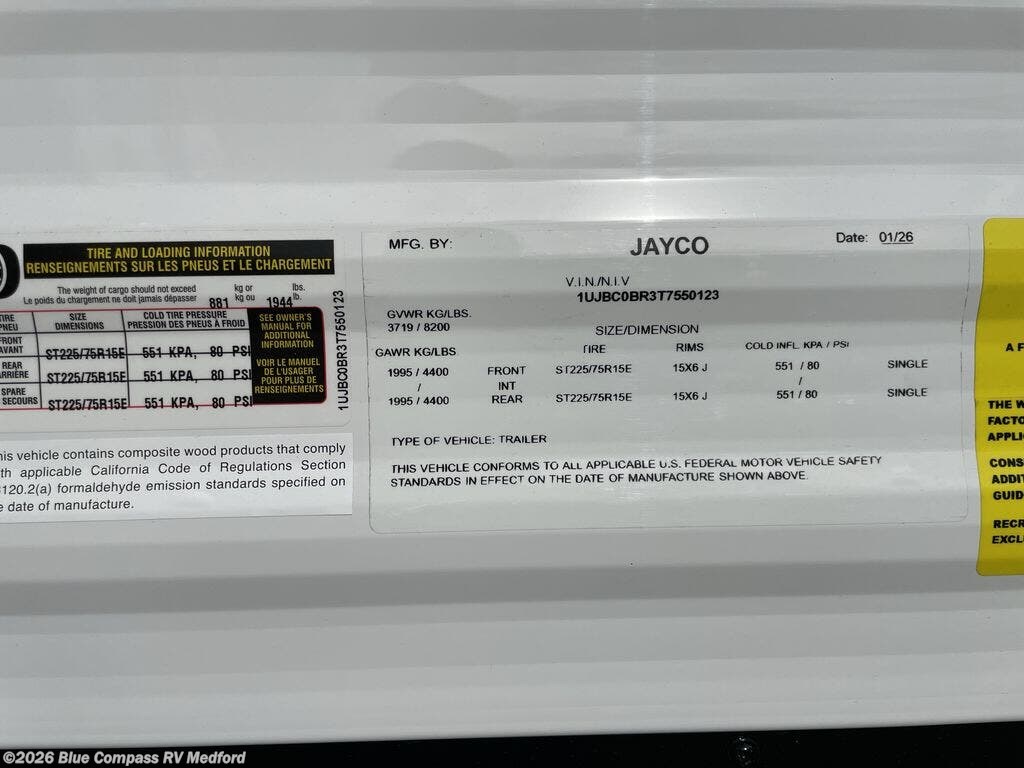 TIRE AND LOADING INFORMATION
RENSEIGNEMENTS SUR LES PNEUS ET LE CHARGEMENT
The weight of cargo should not exceed
Le poids du chargement ne doit jamais dépasser 881 kg or kg ou 1944 lbs. lb.
SIZE DIMENSIONS COLD TIRE PRESSURE PRESSION DES PNEUS À FROID
FRONT AVANT ST225/75R15E 551 KPA, 80 PSI
REAR ST225/75R15E 551 KPA, 80 PSI
SPARE SECOURS ST225/75R15E 551 KPA, 80 PSI
SEE OWNER'S
MANUAL FOR
ADDITIONAL
INFORMATION
VOIR LE MANUEL
DE L'USAGER
POUR PLUS DE
RENSEIGNEMENTS
1UJBC0BR3T7550123
vehicle contains composite wood products that comply
applicable California Code of Regulations Section
120.2(a) formaldehyde emission standards specified on
date of manufacture.
MFG. BY: JAYCO Date: 01/26
V.I.N./N.I.V
1UJBC0BR3T7550123
GVWR KG/LBS.
3719 / 8200
SIZE/DIMENSION
GAWR KG/LBS TIRE RIMS COLD INFL. KPA / PSI
1995 / 4400 FRONT ST225/75R15E 15X6 J 551 / 80 SINGLE
/ INT /
1995 / 4400 REAR ST225/75R15E 15X6 J 551 / 80 SINGLE
TYPE OF VEHICLE: TRAILER
THIS VEHICLE CONFORMS TO ALL APPLICABLE U.S. FEDERAL MOTOR VEHICLE SAFETY
STANDARDS IN EFFECT ON THE DATE OF MANUFACTURE SHOWN ABOVE.
A F
THE W
FACTO
APPLI
CONS
ADDIT
GUID
RECR
EXCL
©2026 Blue Compass RV Medford